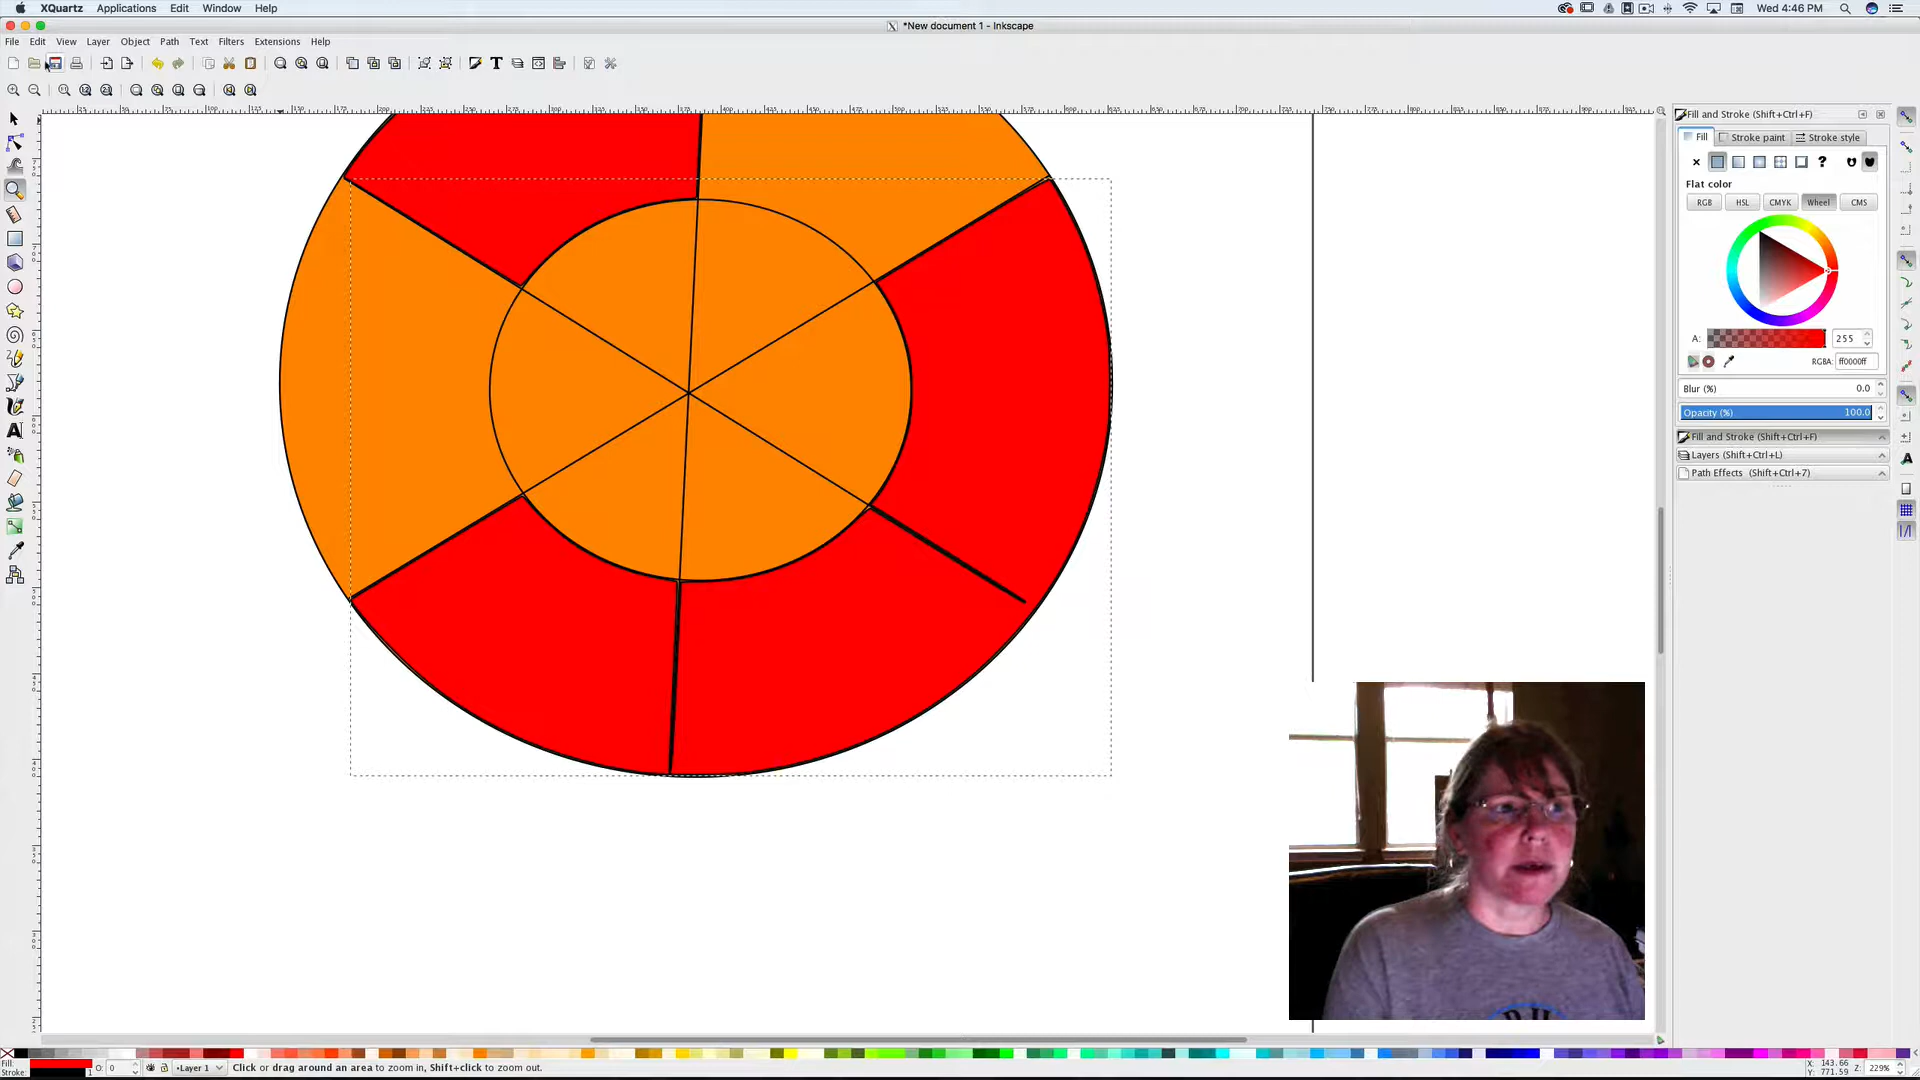 XQuartz Applications Edit Window Help
Wed 4:46 PM
*New document 1 - Inkscape
File Edit View Layer Object Path Text Filters Extensions Help
Fill and Stroke (Shift+Ctrl+F)
Fill Stroke paint Stroke style
Flat color
RGB HSL CMYK Wheel CMS
A: 255
RGBA: ff0000ff
Blur (%) 0.0
Opacity (%) 100.0
Fill and Stroke (Shift+Ctrl+F)
Layers (Shift+Ctrl+L)
Path Effects (Shift+Ctrl+7)
Fill:
Stroke: 1
O: 0
•Layer 1
Click or drag around an area to zoom in, Shift+click to zoom out.
X: 143.66
Y: 771.59
Z: 229%